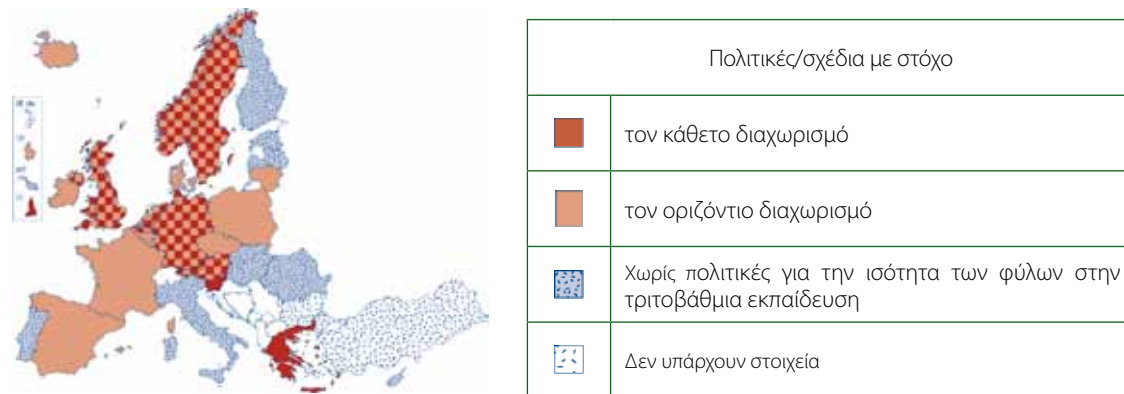 Πολιτικές/σχέδια με στόχο
τον κάθετο διαχωρισμό
τον οριζόντιο διαχωρισμό
Χωρίς πολιτικές για την ισότητα των φύλων στην
τριτοβάθμια εκπαίδευση
Δεν υπάρχουν στοιχεία